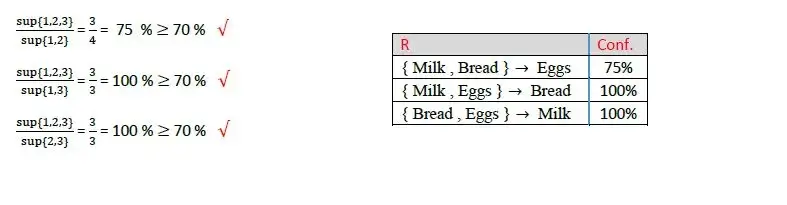 sup{1,2,3}/sup{1,2} = 3/4 = 75 % ≥ 70 % √
sup{1,2,3}/sup{1,3} = 3/3 = 100 % ≥ 70 % √
sup{1,2,3}/sup{2,3} = 3/3 = 100 % ≥ 70 % √
R Conf.
{ Milk , Bread } → Eggs 75%
{ Milk , Eggs } → Bread 100%
{ Bread , Eggs } → Milk 100%